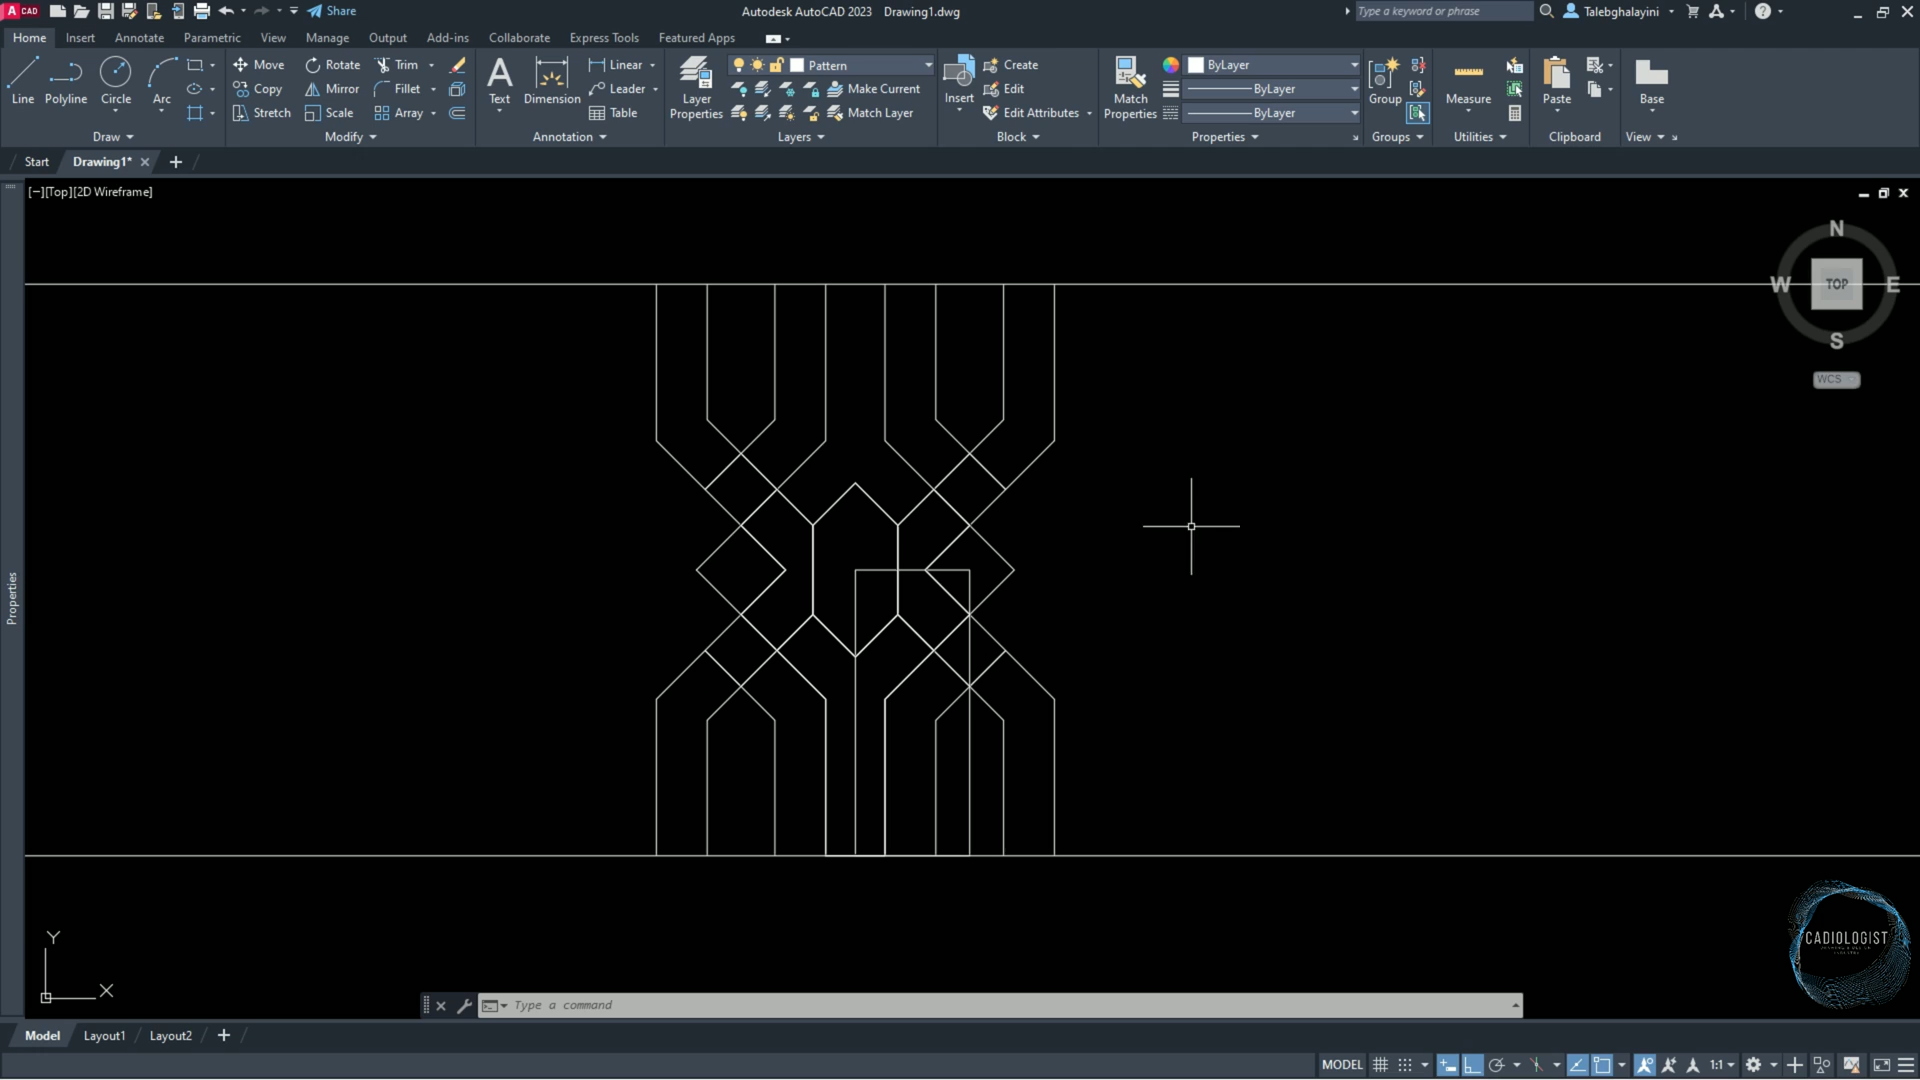 A CAD
Share
Autodesk AutoCAD 2023 Drawing1.dwg
Type a keyword or phrase
Talebghalayini
Home Insert Annotate Parametric View Manage Output Add-ins Collaborate Express Tools Featured Apps
Line Polyline Circle Arc
Draw
Move Rotate Trim
Copy Mirror Fillet
Stretch Scale Array
Modify
Text Dimension
Linear
Leader
Table
Annotation
Layer Properties
Pattern
Make Current
Match Layer
Layers
Insert
Create
Edit
Edit Attributes
Block
Match Properties
ByLayer
ByLayer
ByLayer
Properties
Group
Groups
Measure
Utilities
Paste
Clipboard
Base
View
Start Drawing1*
[−][Top][2D Wireframe]
N
W TOP E
S
WCS
Properties
Y
X
CADIOLOGIST
Type a command
Model Layout1 Layout2
MODEL 1:1